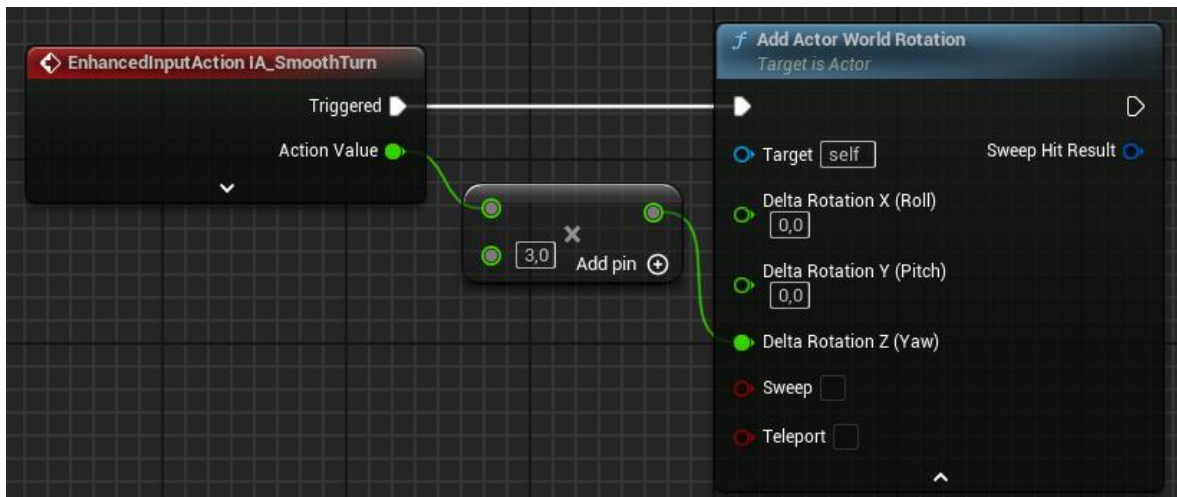 EnhancedInputAction IA_SmoothTurn
Triggered
Action Value
3,0
Add pin
f Add Actor World Rotation
Target is Actor
Target self
Sweep Hit Result
Delta Rotation X (Roll)
0,0
Delta Rotation Y (Pitch)
0,0
Delta Rotation Z (Yaw)
Sweep
Teleport